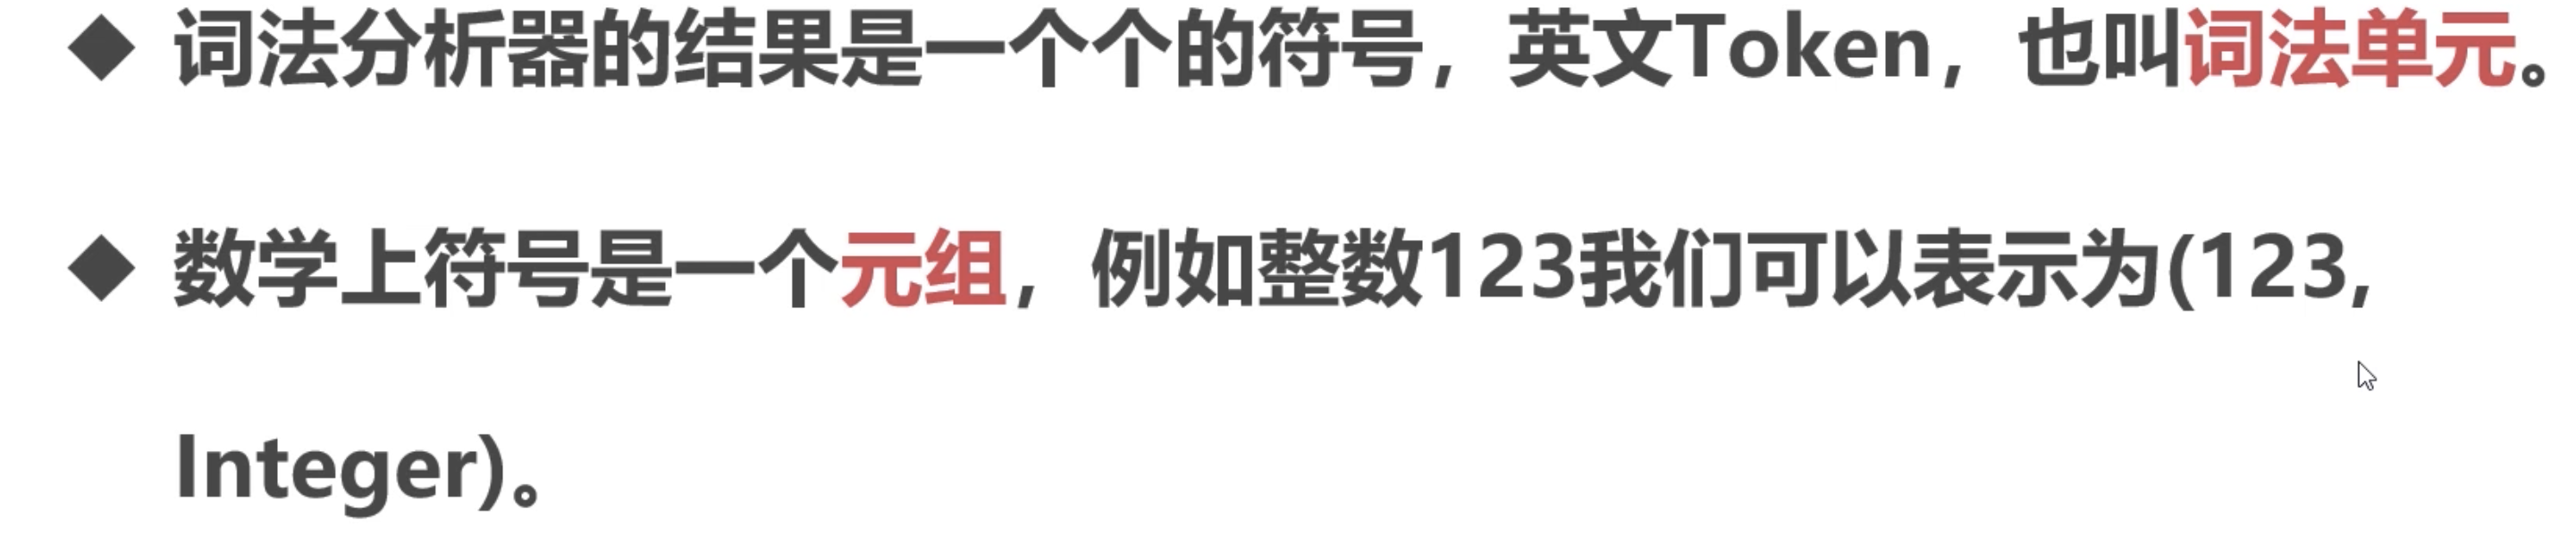 ◆ 词法分析器的结果是一个个的符号，英文Token，也叫词法单元。
◆ 数学上符号是一个元组，例如整数123我们可以表示为(123,
Integer)。